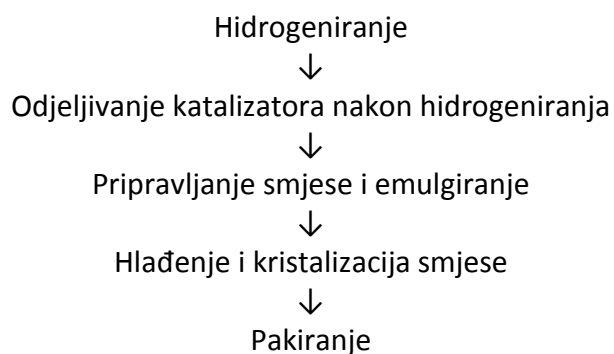 Hidrogeniranje
↓
Odjeljivanje katalizatora nakon hidrogeniranja
↓
Pripravljanje smjese i emulgiranje
↓
Hlađenje i kristalizacija smjese
↓
Pakiranje